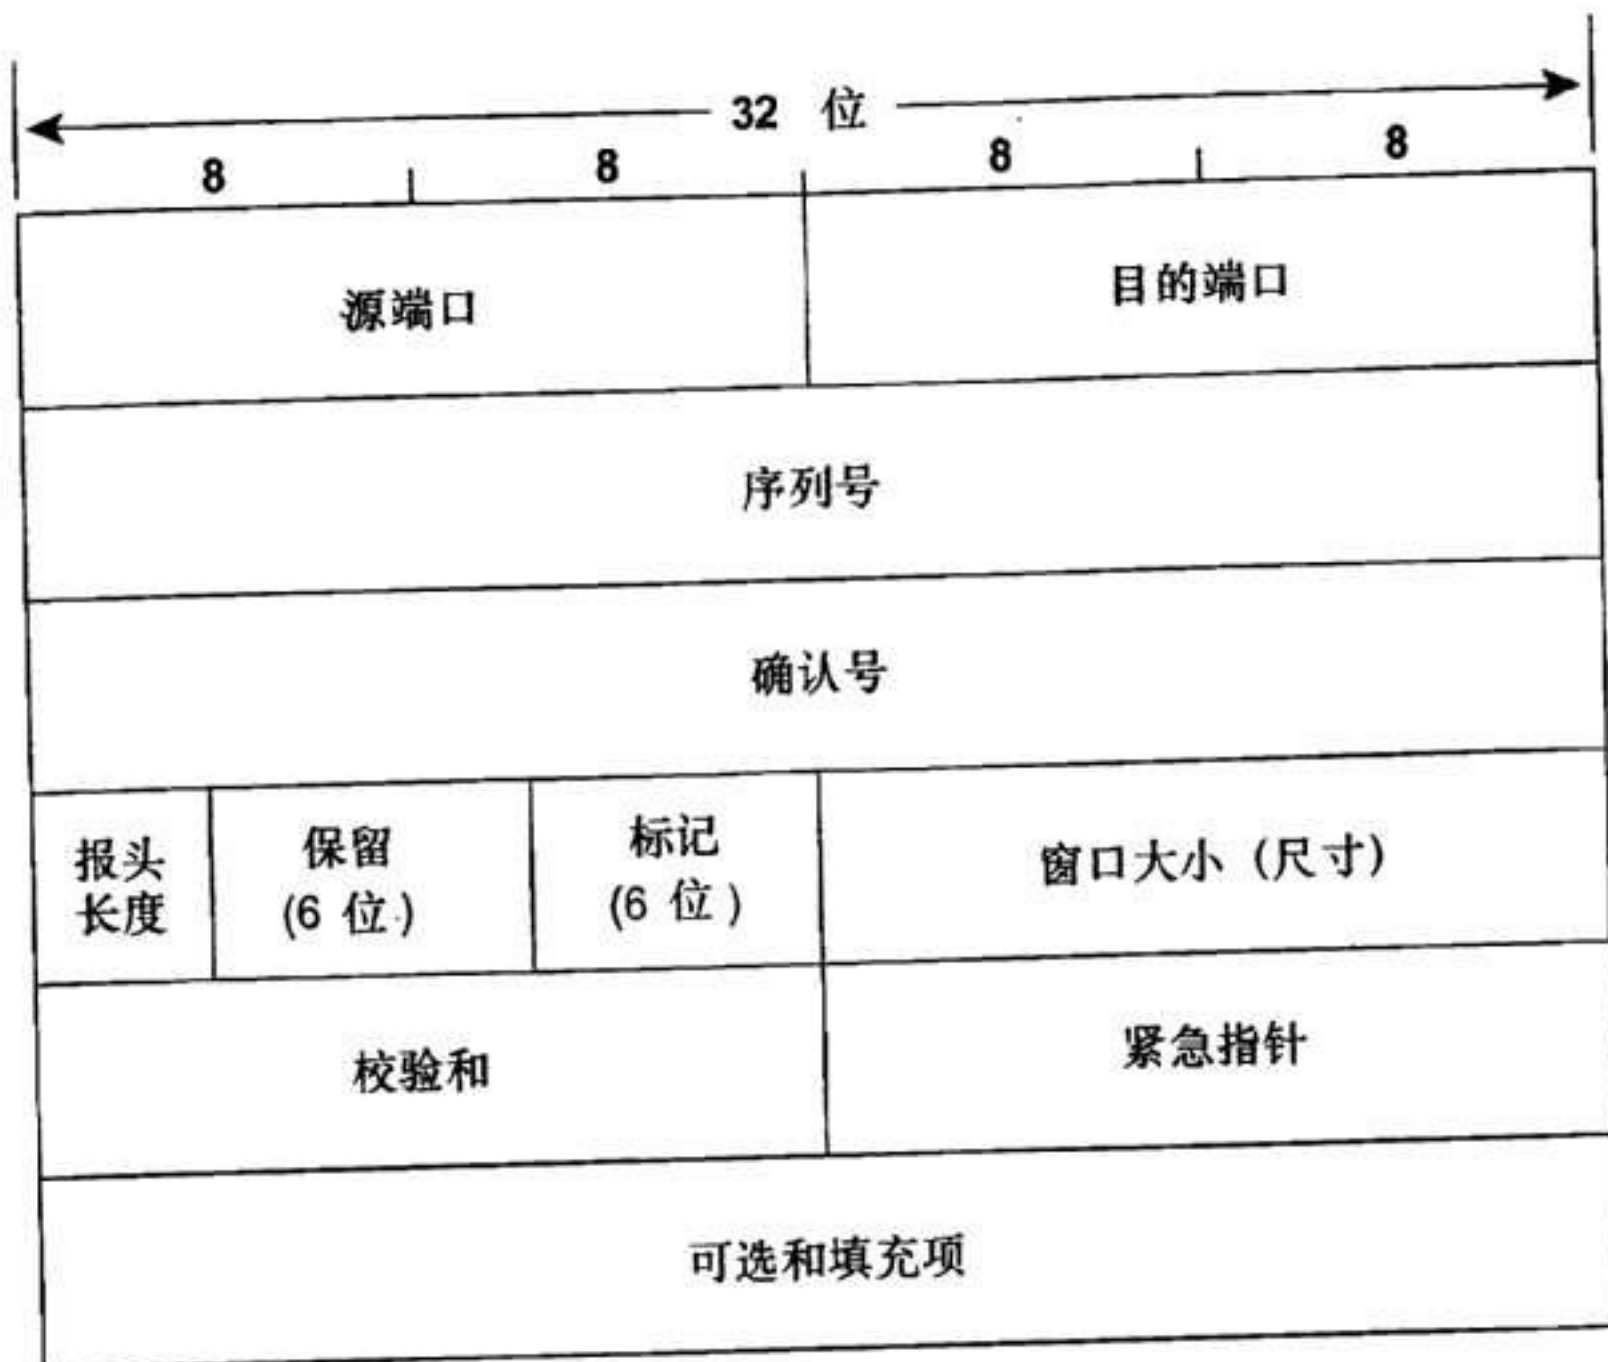 32 位
8 8 8 8
源端口 目的端口
序列号
确认号
报头长度 保留(6 位) 标记(6 位) 窗口大小（尺寸）
校验和 紧急指针
可选和填充项